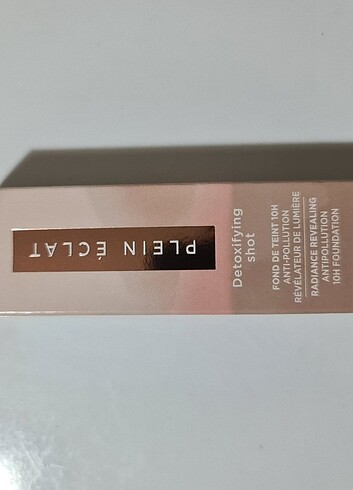 PLEIN ÉCLAT
Detoxifying
shot
FOND DE TEINT 10H
ANTI-POLLUTION
RÉVÉLATEUR DE LUMIÈRE
RADIANCE REVEALING
ANTIPOLLUTION
10H FOUNDATION